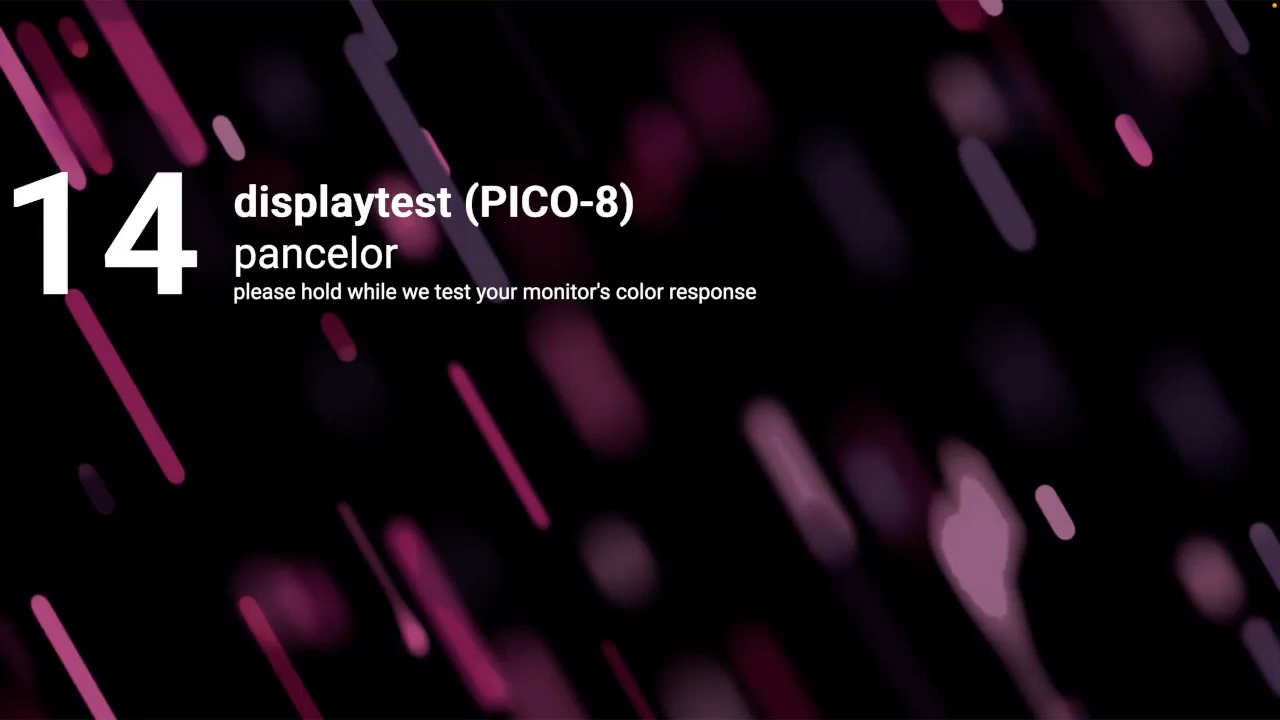 14
displaytest (PICO-8)
pancelor
please hold while we test your monitor's color response